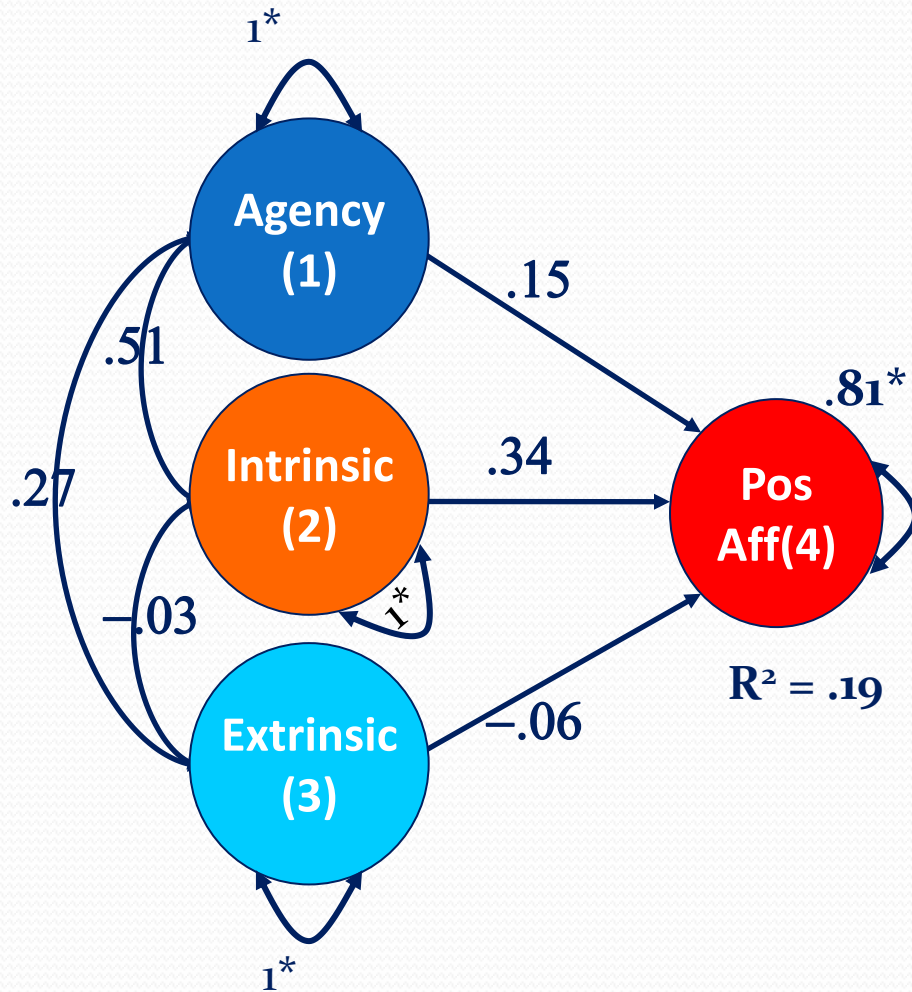 1*
Agency
(1)
.15
.51
.81*
Intrinsic
(2)
.34
.27
Pos
Aff(4)
1*
–.03
R² = .19
Extrinsic
(3)
–.06
1*